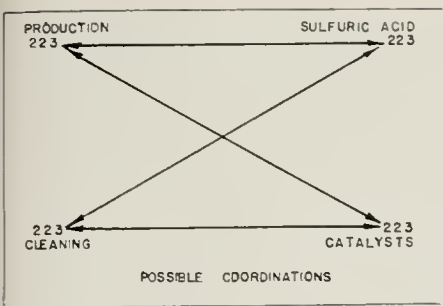 PRODUCTION SULFURIC ACID
223 223
223 223
CLEANING CATALYSTS
POSSIBLE COORDINATIONS